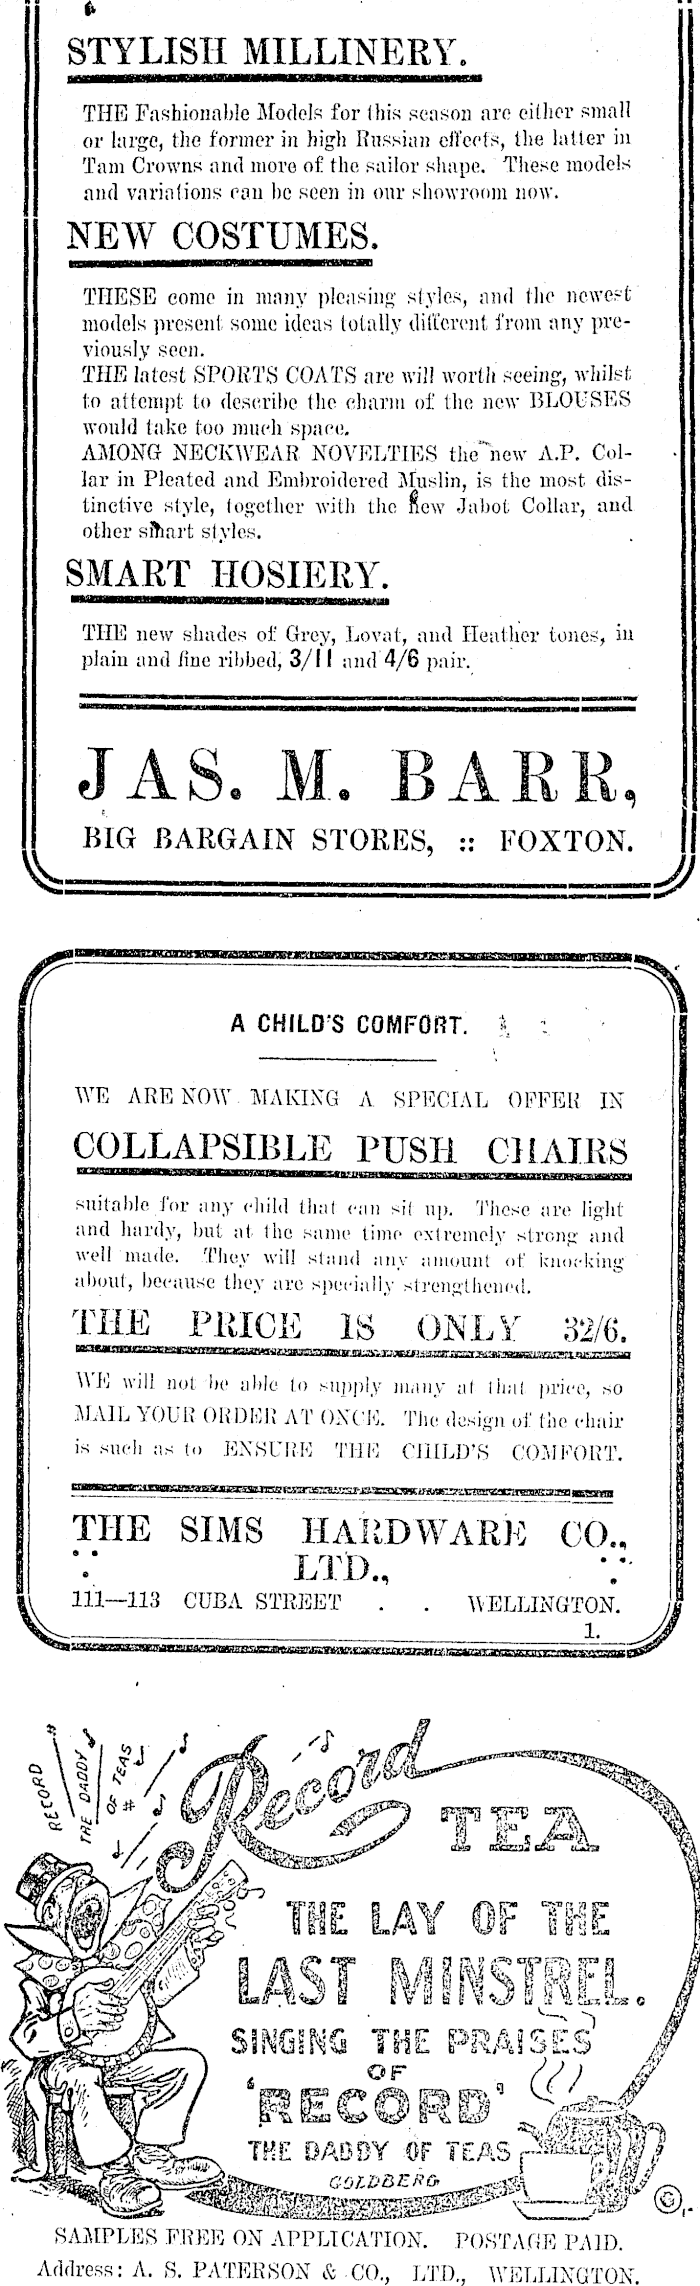 STYLISH MILLINERY.
THE Fashionable Models for this season are either small
or large, the former in high Russian effects, the latter in
Tam Crowns and more of the sailor shape. These models
and variations can be seen in our showroom now.
NEW COSTUMES.
THESE come in many pleasing styles, and the newest
models present some ideas totally different from any pre-
viously seen.
THE latest SPORTS COATS are will worth seeing, whilst
to attempt to describe the charm of the new BLOUSES
would take too much space.
AMONG NECKWEAR NOVELTIES the new A.P. Col-
lar in Pleated and Embroidered Muslin, is the most dis-
tinctive style, together with the new Jabot Collar, and
other smart styles.
SMART HOSIERY.
THE new shades of Grey, Lovat, and Heather tones, in
plain and fine ribbed, 3/11 and 4/6 pair.
JAS. M. BARR,
BIG BARGAIN STORES, :: FOXTON.
A CHILD'S COMFORT.
WE ARE NOW MAKING A SPECIAL OFFER IN
COLLAPSIBLE PUSH CHAIRS
suitable for any child that can sit up. These are light
and hardy, but at the same time extremely strong and
well made. They will stand any amount of knocking
about, because they are specially strengthened.
THE PRICE IS ONLY 32/6.
WE will not be able to supply many at that price, so
MAIL YOUR ORDER AT ONCE. The design of the chair
is such as to ENSURE THE CHILD'S COMFORT.
THE SIMS HARDWARE CO.,
LTD.,
111—113 CUBA STREET . . WELLINGTON.
1.
RECORD
THE DADDY
OF TEAS
Record
TEA
THE LAY OF THE
LAST MINSTREL.
SINGING THE PRAISES
OF
'RECORD'
THE DADDY OF TEAS
GOLDBERG
SAMPLES FREE ON APPLICATION. POSTAGE PAID.
Address: A. S. PATERSON & CO., LTD., WELLINGTON.